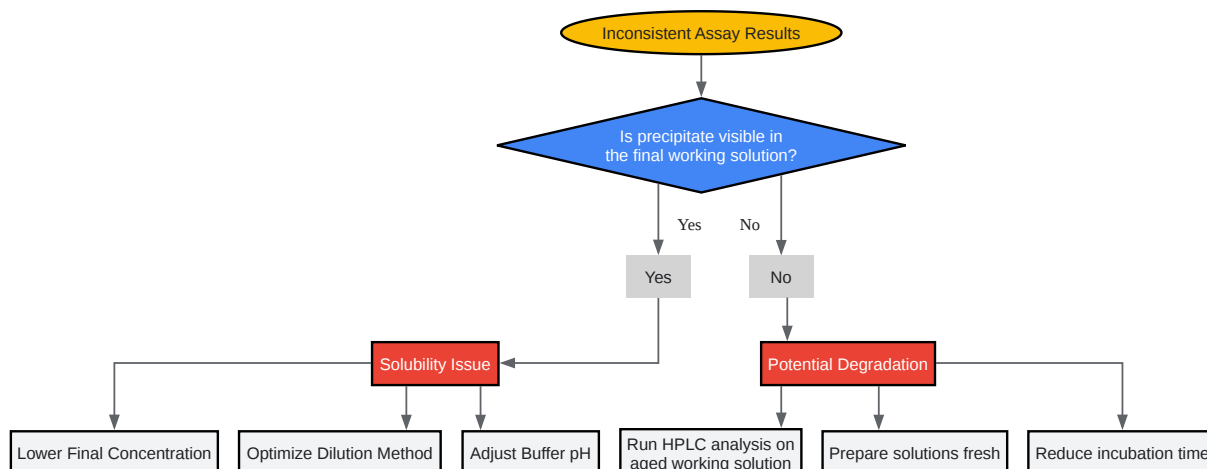 Inconsistent Assay Results
Is precipitate visible in
the final working solution?
Yes
No
Yes
No
Solubility Issue
Potential Degradation
Lower Final Concentration
Optimize Dilution Method
Adjust Buffer pH
Run HPLC analysis on
aged working solution
Prepare solutions fresh
Reduce incubation time